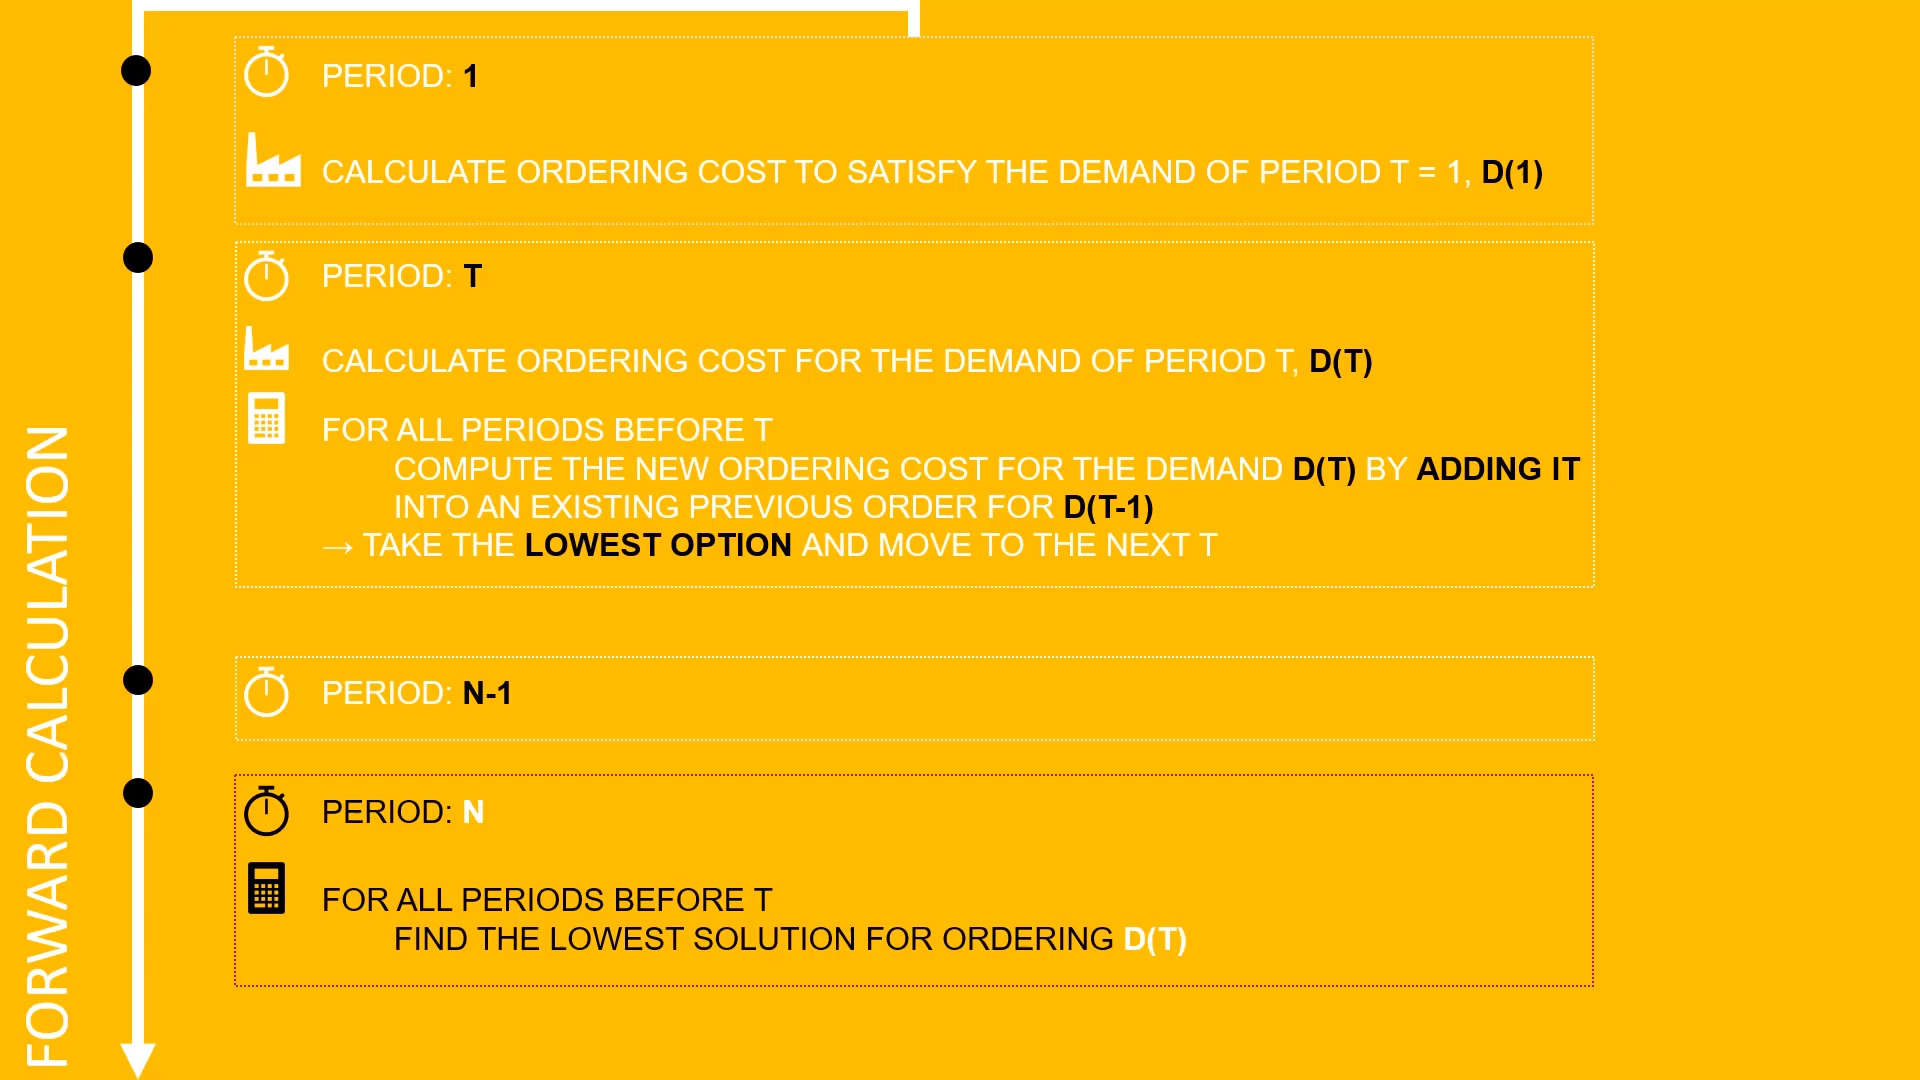 FORWARD CALCULATION
PERIOD: 1
CALCULATE ORDERING COST TO SATISFY THE DEMAND OF PERIOD T = 1, D(1)
PERIOD: T
CALCULATE ORDERING COST FOR THE DEMAND OF PERIOD T, D(T)
FOR ALL PERIODS BEFORE T
COMPUTE THE NEW ORDERING COST FOR THE DEMAND D(T) BY ADDING IT
INTO AN EXISTING PREVIOUS ORDER FOR D(T-1)
→ TAKE THE LOWEST OPTION AND MOVE TO THE NEXT T
PERIOD: N-1
PERIOD: N
FOR ALL PERIODS BEFORE T
FIND THE LOWEST SOLUTION FOR ORDERING D(T)